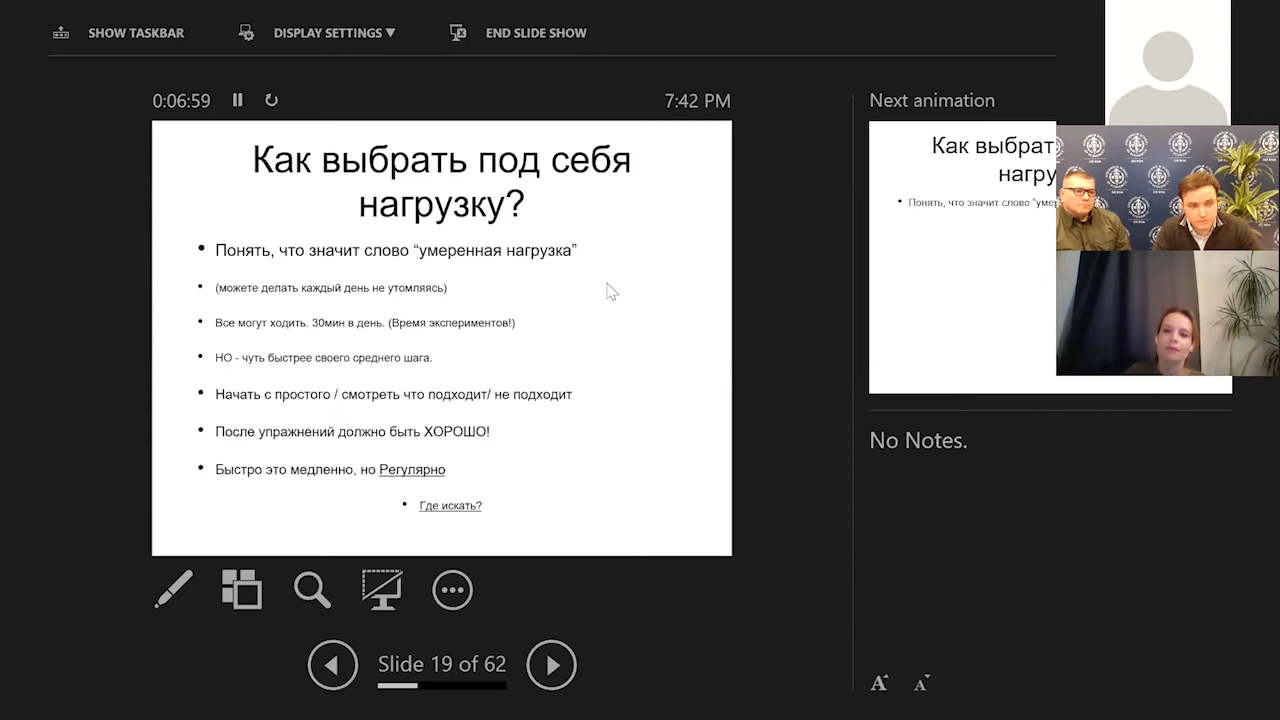 SHOW TASKBAR
DISPLAY SETTINGS ▼
END SLIDE SHOW
0:06:59
7:42 PM
Как выбрать под себя
нагрузку?
• Понять, что значит слово “умеренная нагрузка”
• (можете делать каждый день не утомляясь)
• Все могут ходить. 30мин в день. (Время экспериментов!)
• НО - чуть быстрее своего среднего шага.
• Начать с простого / смотреть что подходит/ не подходит
• После упражнений должно быть ХОРОШО!
• Быстро это медленно, но Регулярно
• Где искать?
Slide 19 of 62
Next animation
Как выбрат
нагру
• Понять, что значит слово “уме
No Notes.
A A